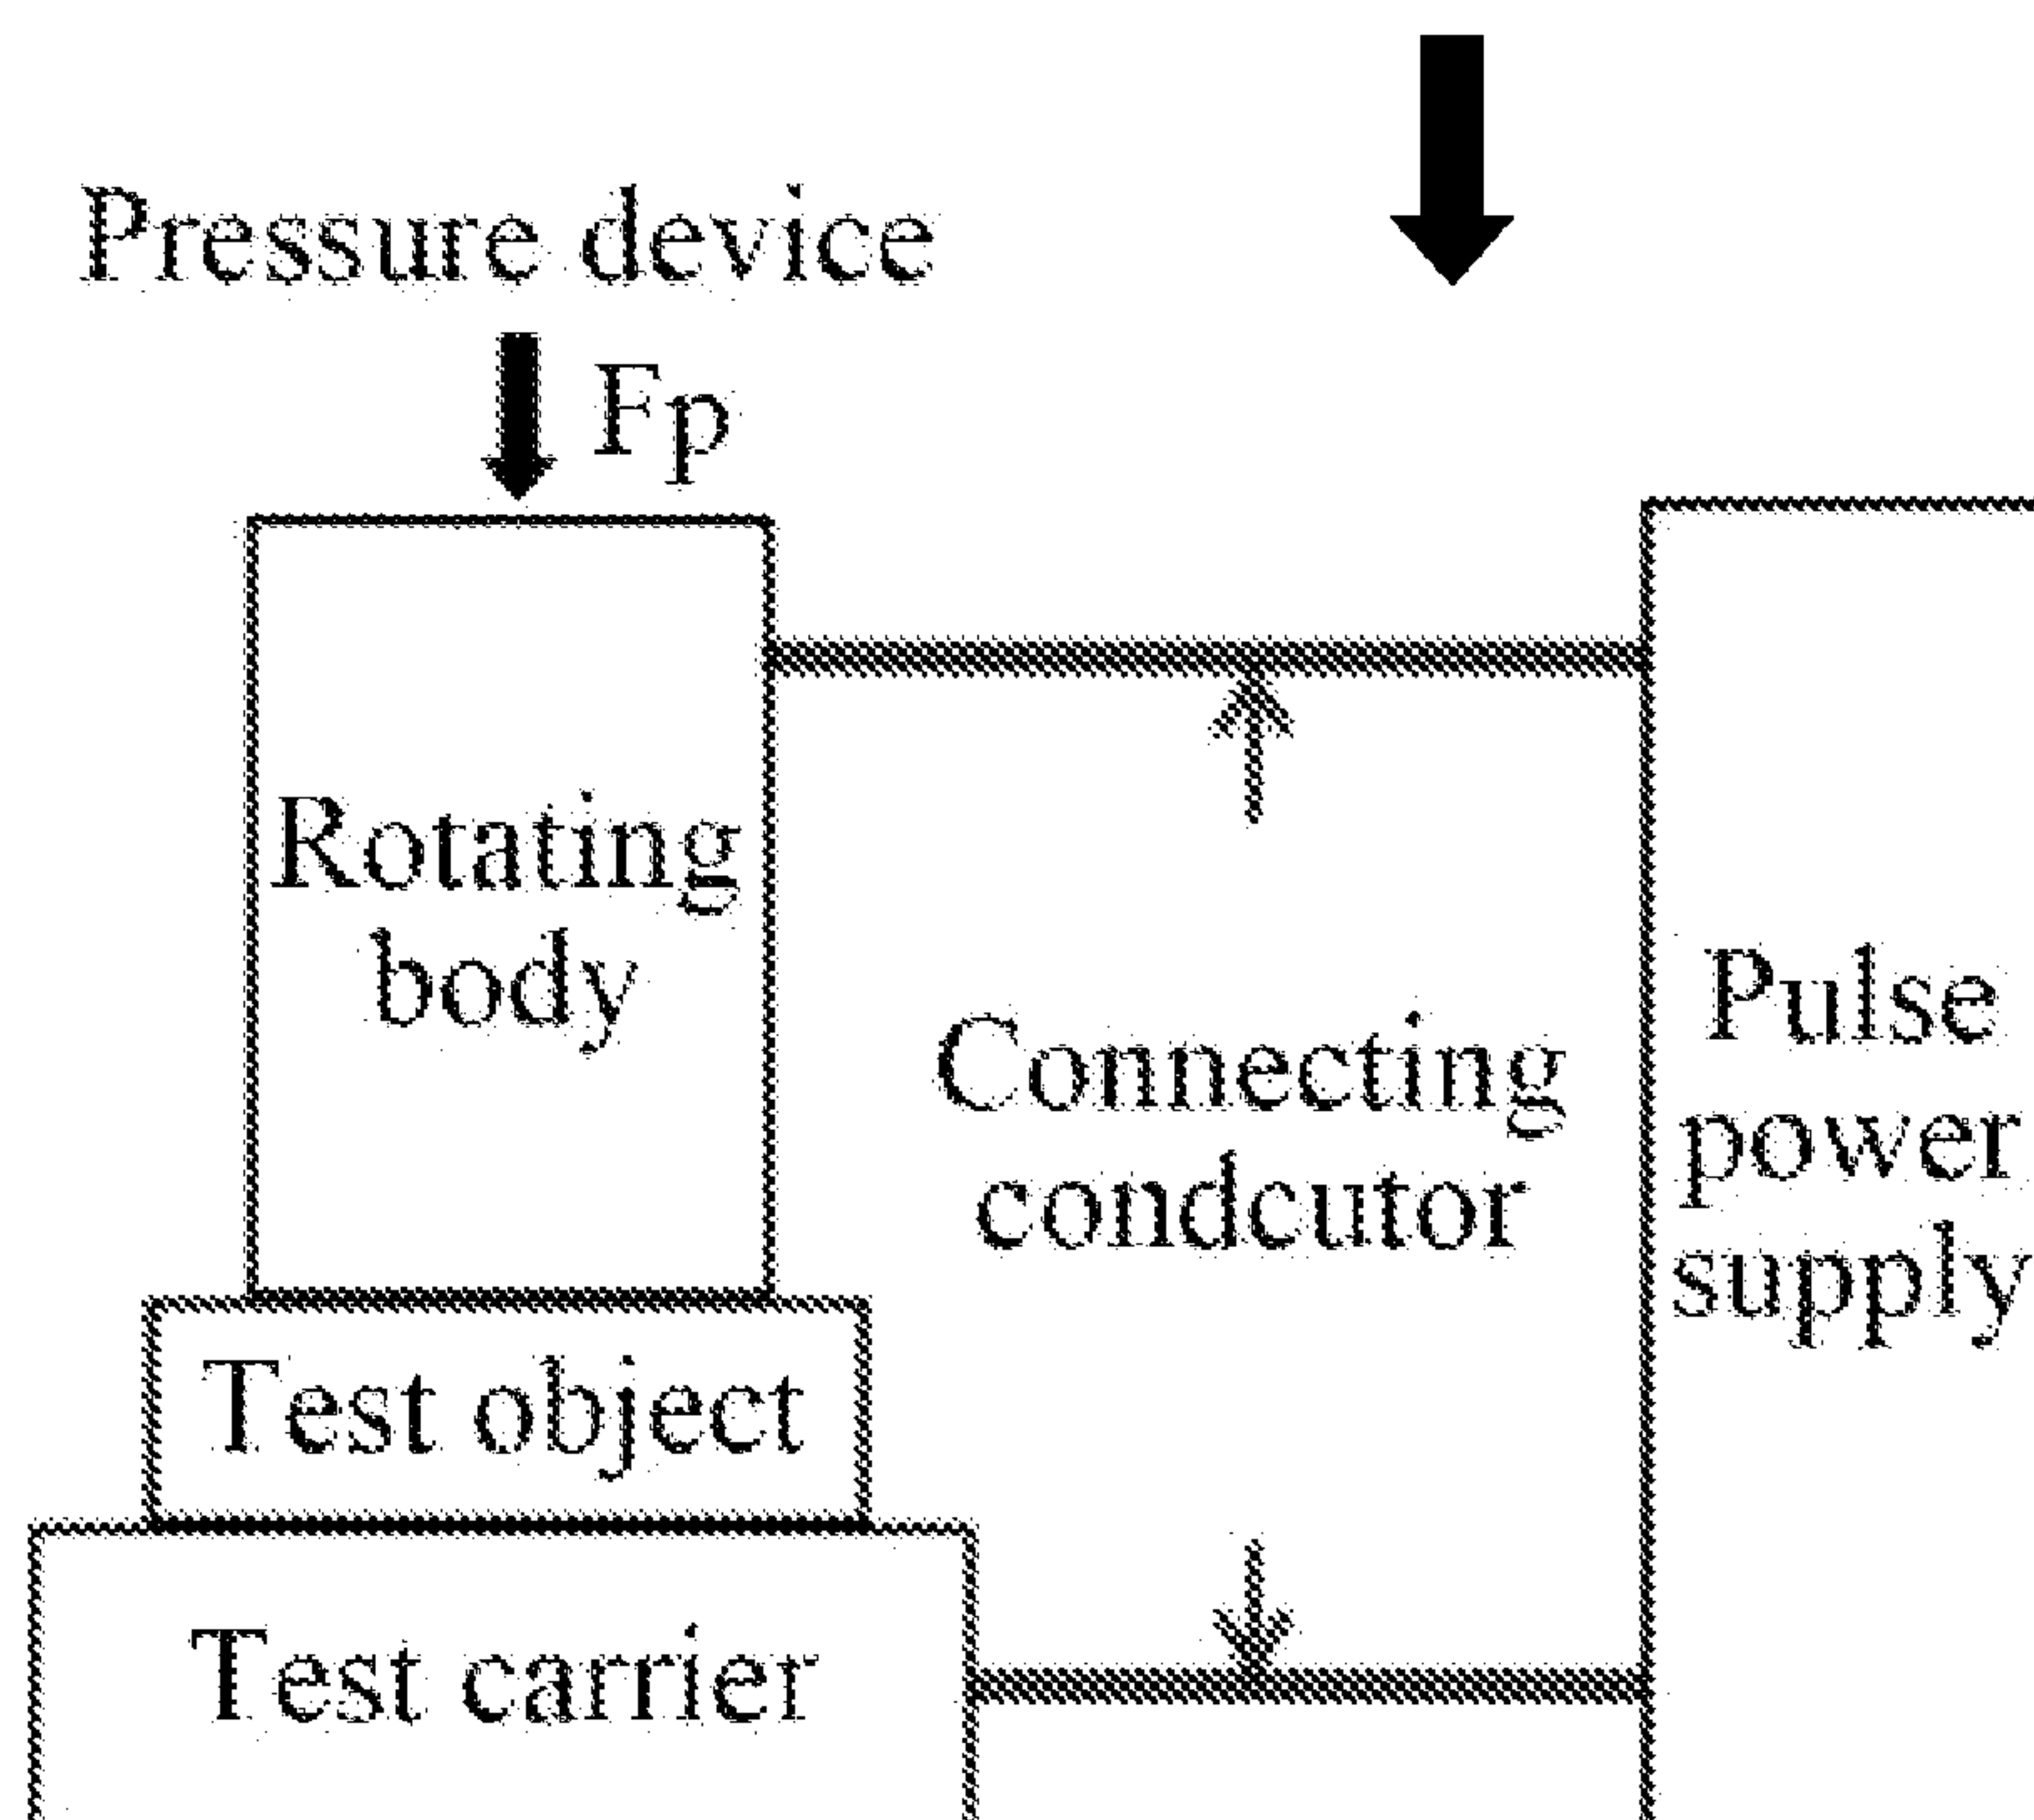 Pressure device
Fp
Rotating
body
Connecting
condcutor
Pulse
power
supply
Test object
Test carrier